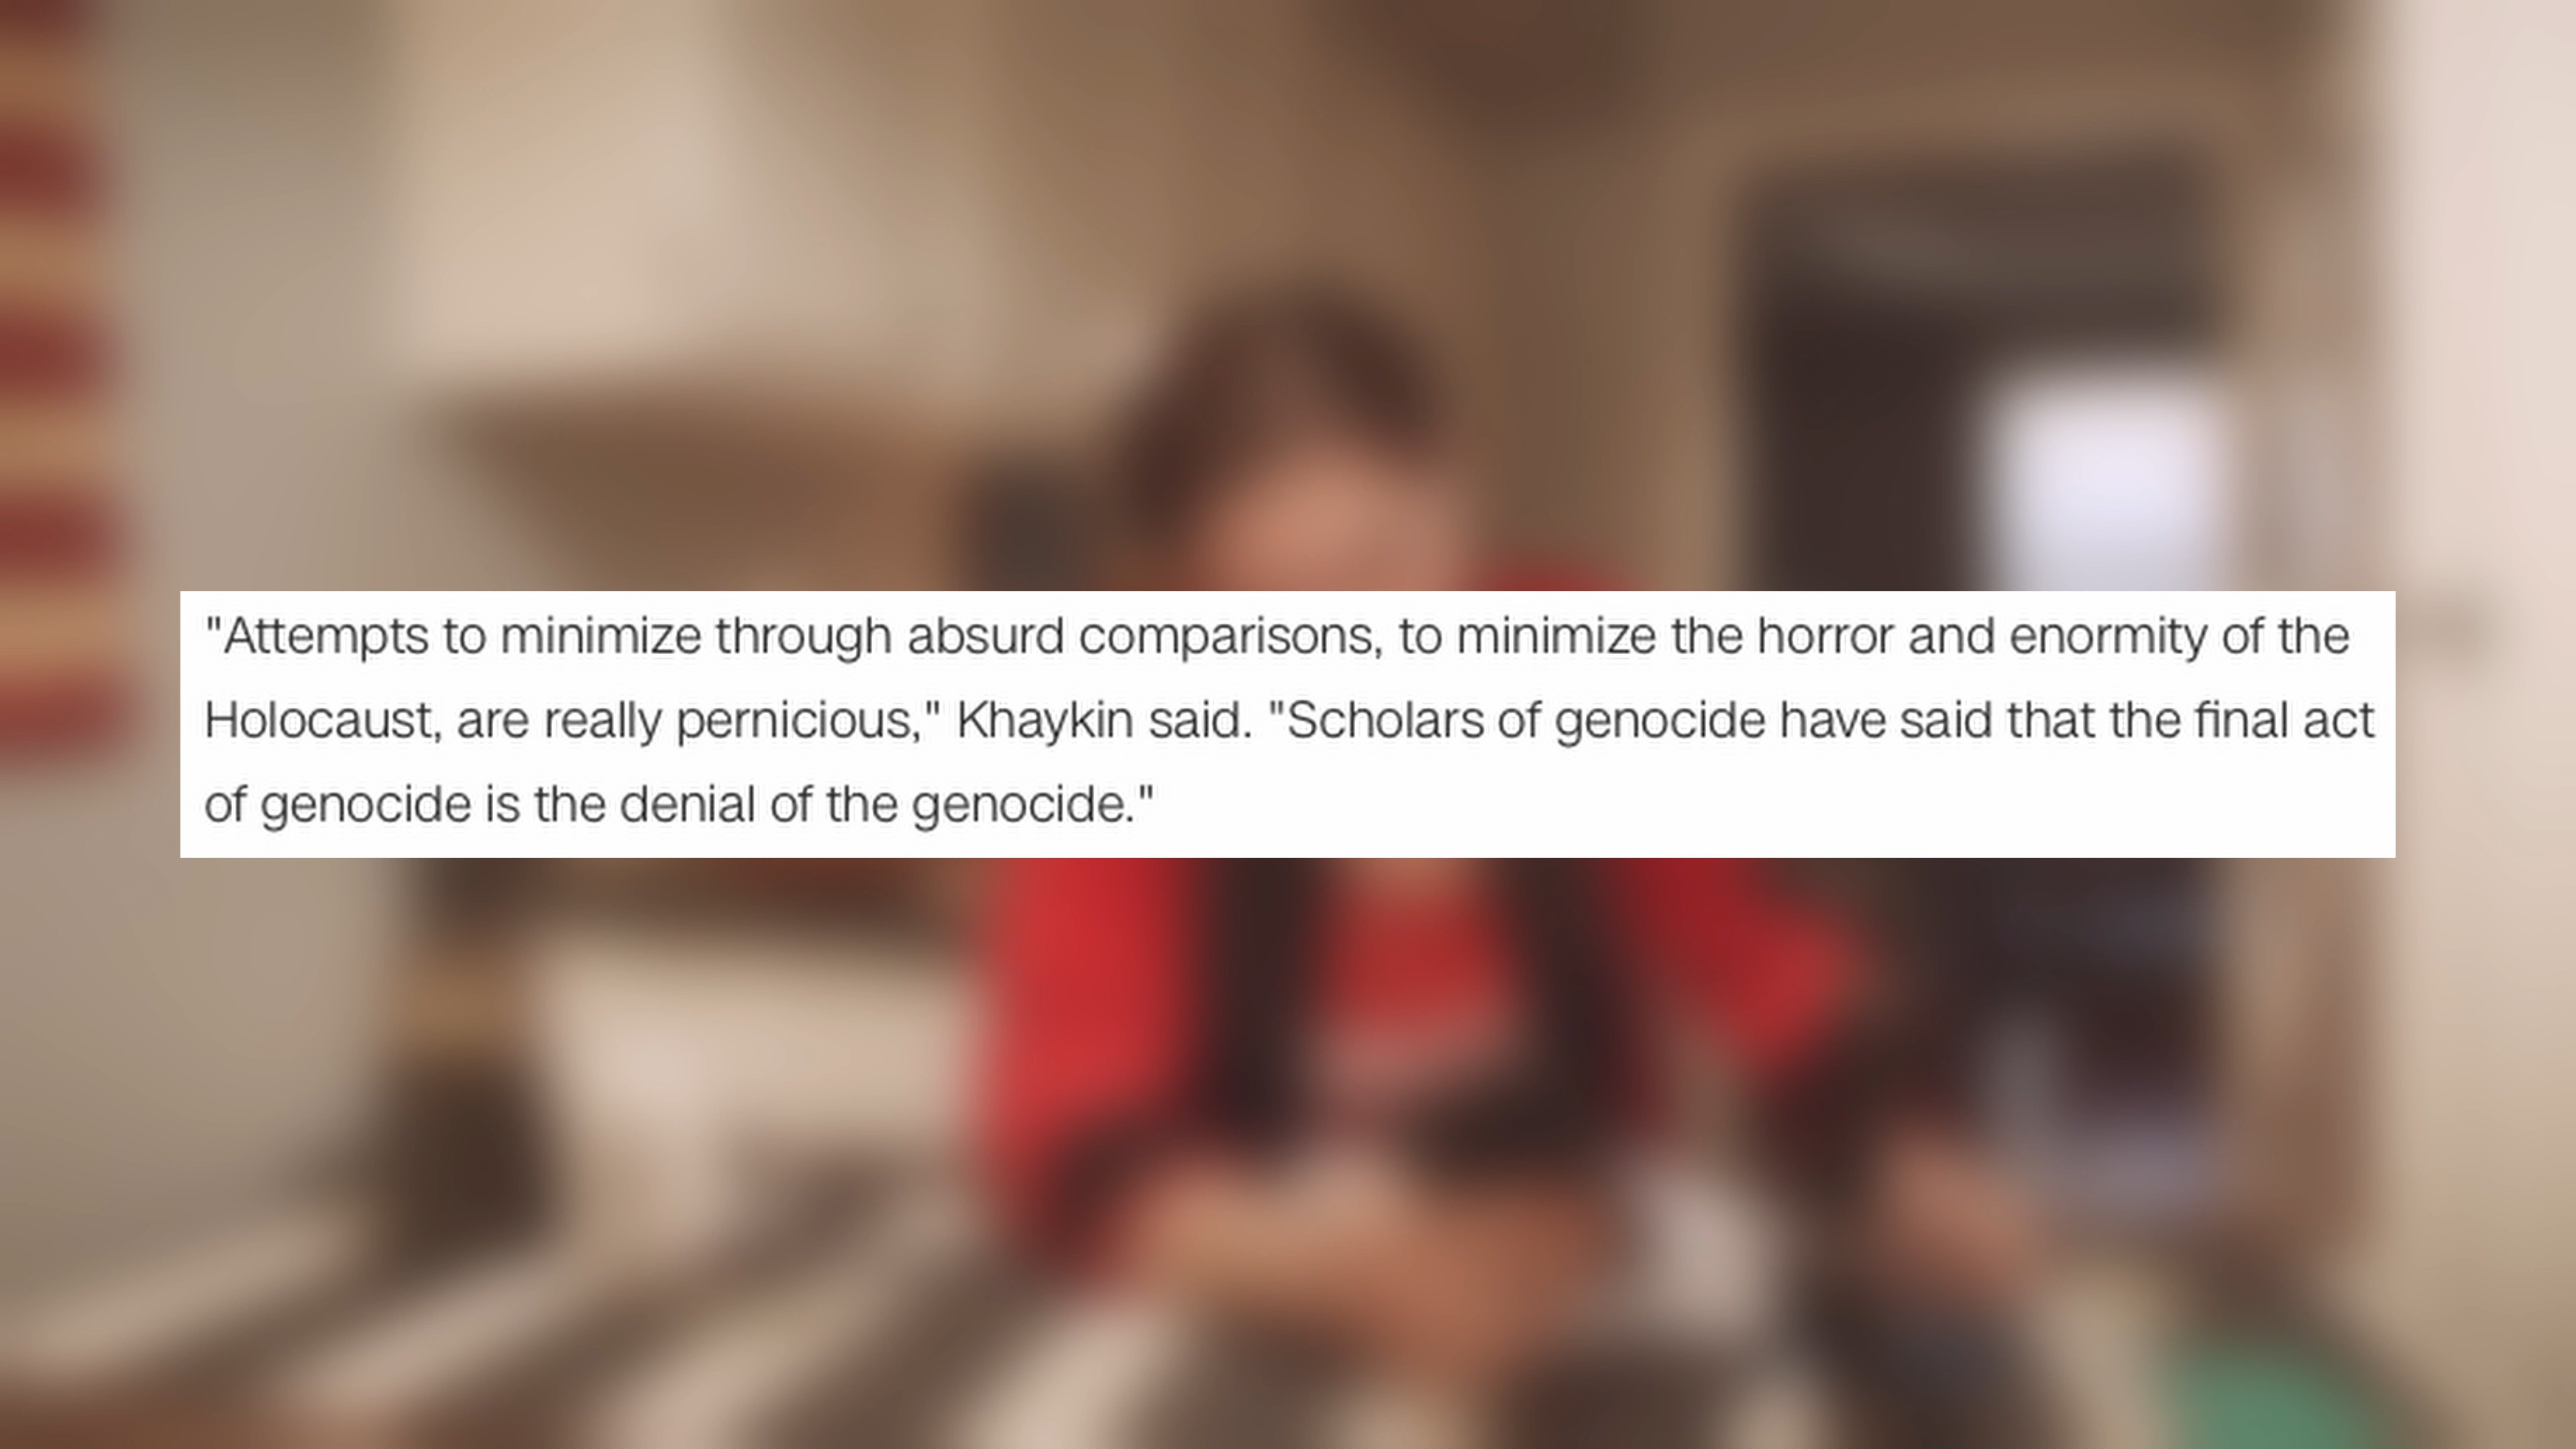 "Attempts to minimize through absurd comparisons, to minimize the horror and enormity of the
Holocaust, are really pernicious," Khaykin said. "Scholars of genocide have said that the final act
of genocide is the denial of the genocide."